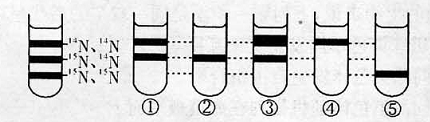 ¹⁴N、¹⁴N
¹⁵N、¹⁴N
¹⁵N、¹⁵N
① ② ③ ④ ⑤